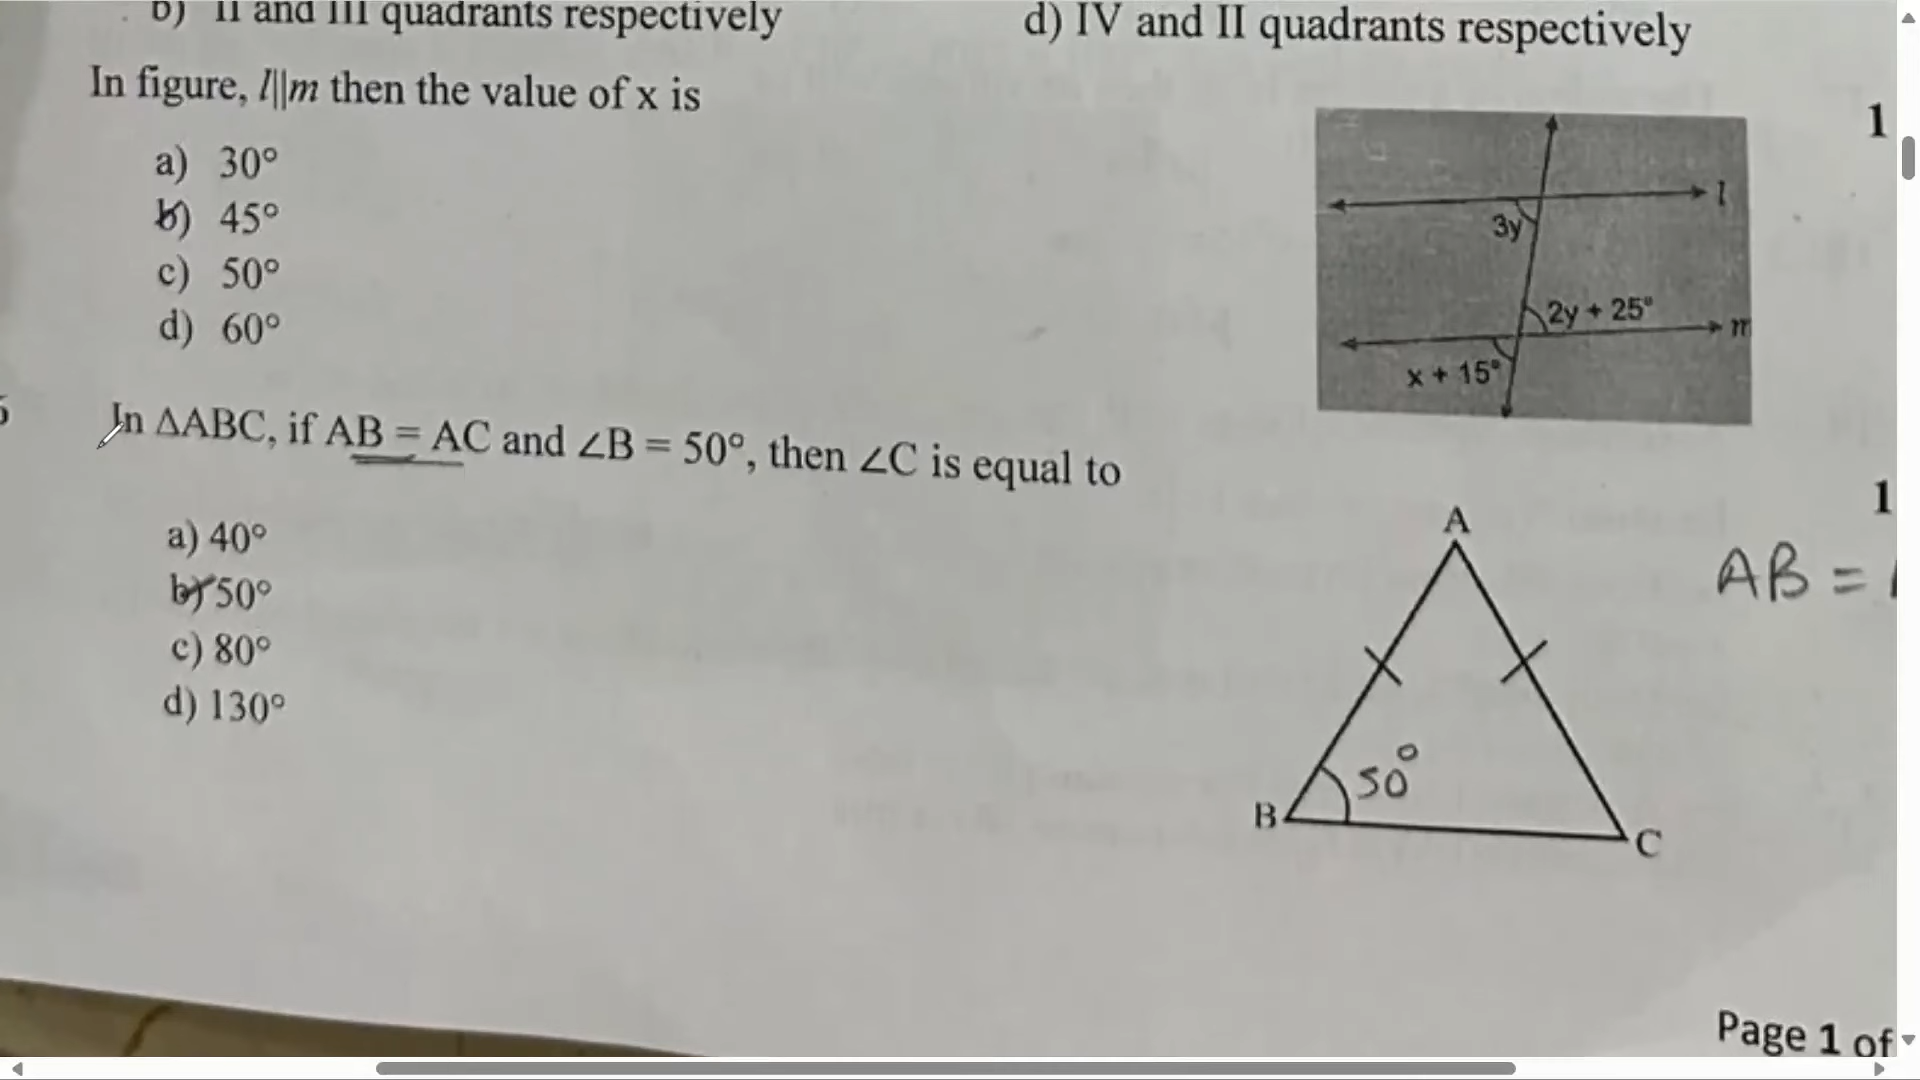 b) II and III quadrants respectively
d) IV and II quadrants respectively
In figure, l||m then the value of x is
1
a) 30°
b) 45°
c) 50°
d) 60°
l
3y
2y + 25°
m
x + 15°
In ΔABC, if AB = AC and ∠B = 50°, then ∠C is equal to
1
a) 40°
b) 50°
c) 80°
d) 130°
A
AB =
50°
B
C
Page 1 of